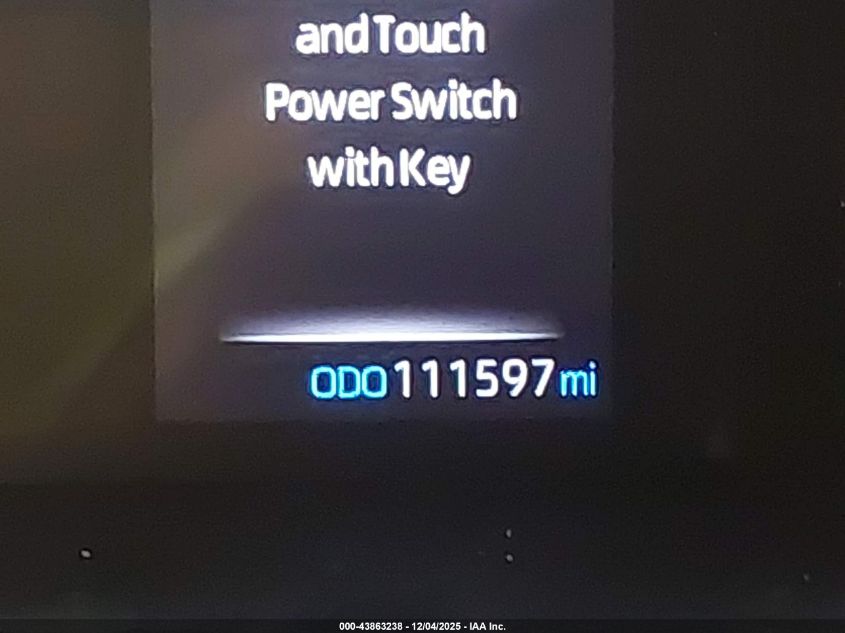 and Touch
Power Switch
with Key
ODO 111597 mi
000-43863238 - 12/04/2025 - IAA Inc.